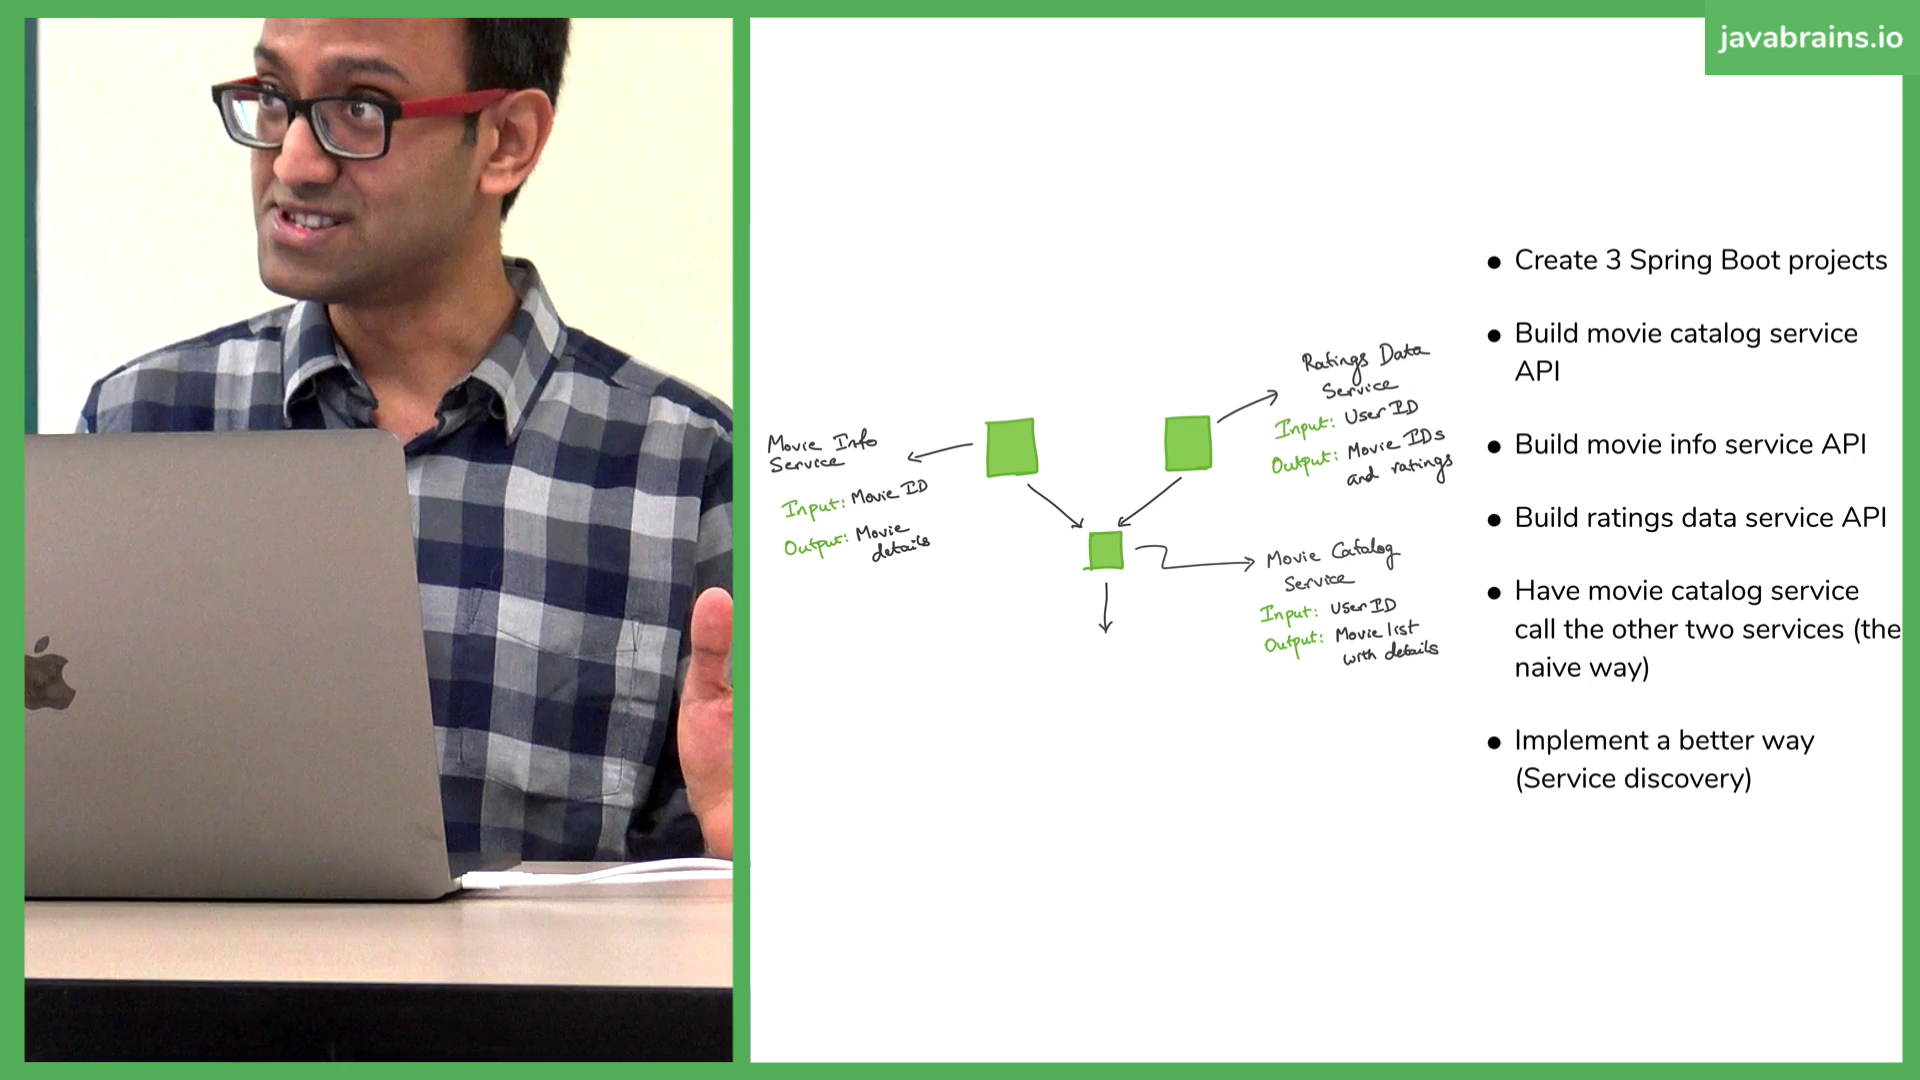 javabrains.io
Movie Info
Service
Input: Movie ID
Output: Movie
details
Ratings Data
Service
Input: User ID
Output: Movie IDs
and ratings
Movie Catalog
Service
Input: User ID
Output: Movie list
with details
• Create 3 Spring Boot projects
• Build movie catalog service
API
• Build movie info service API
• Build ratings data service API
• Have movie catalog service
call the other two services (the
naive way)
• Implement a better way
(Service discovery)